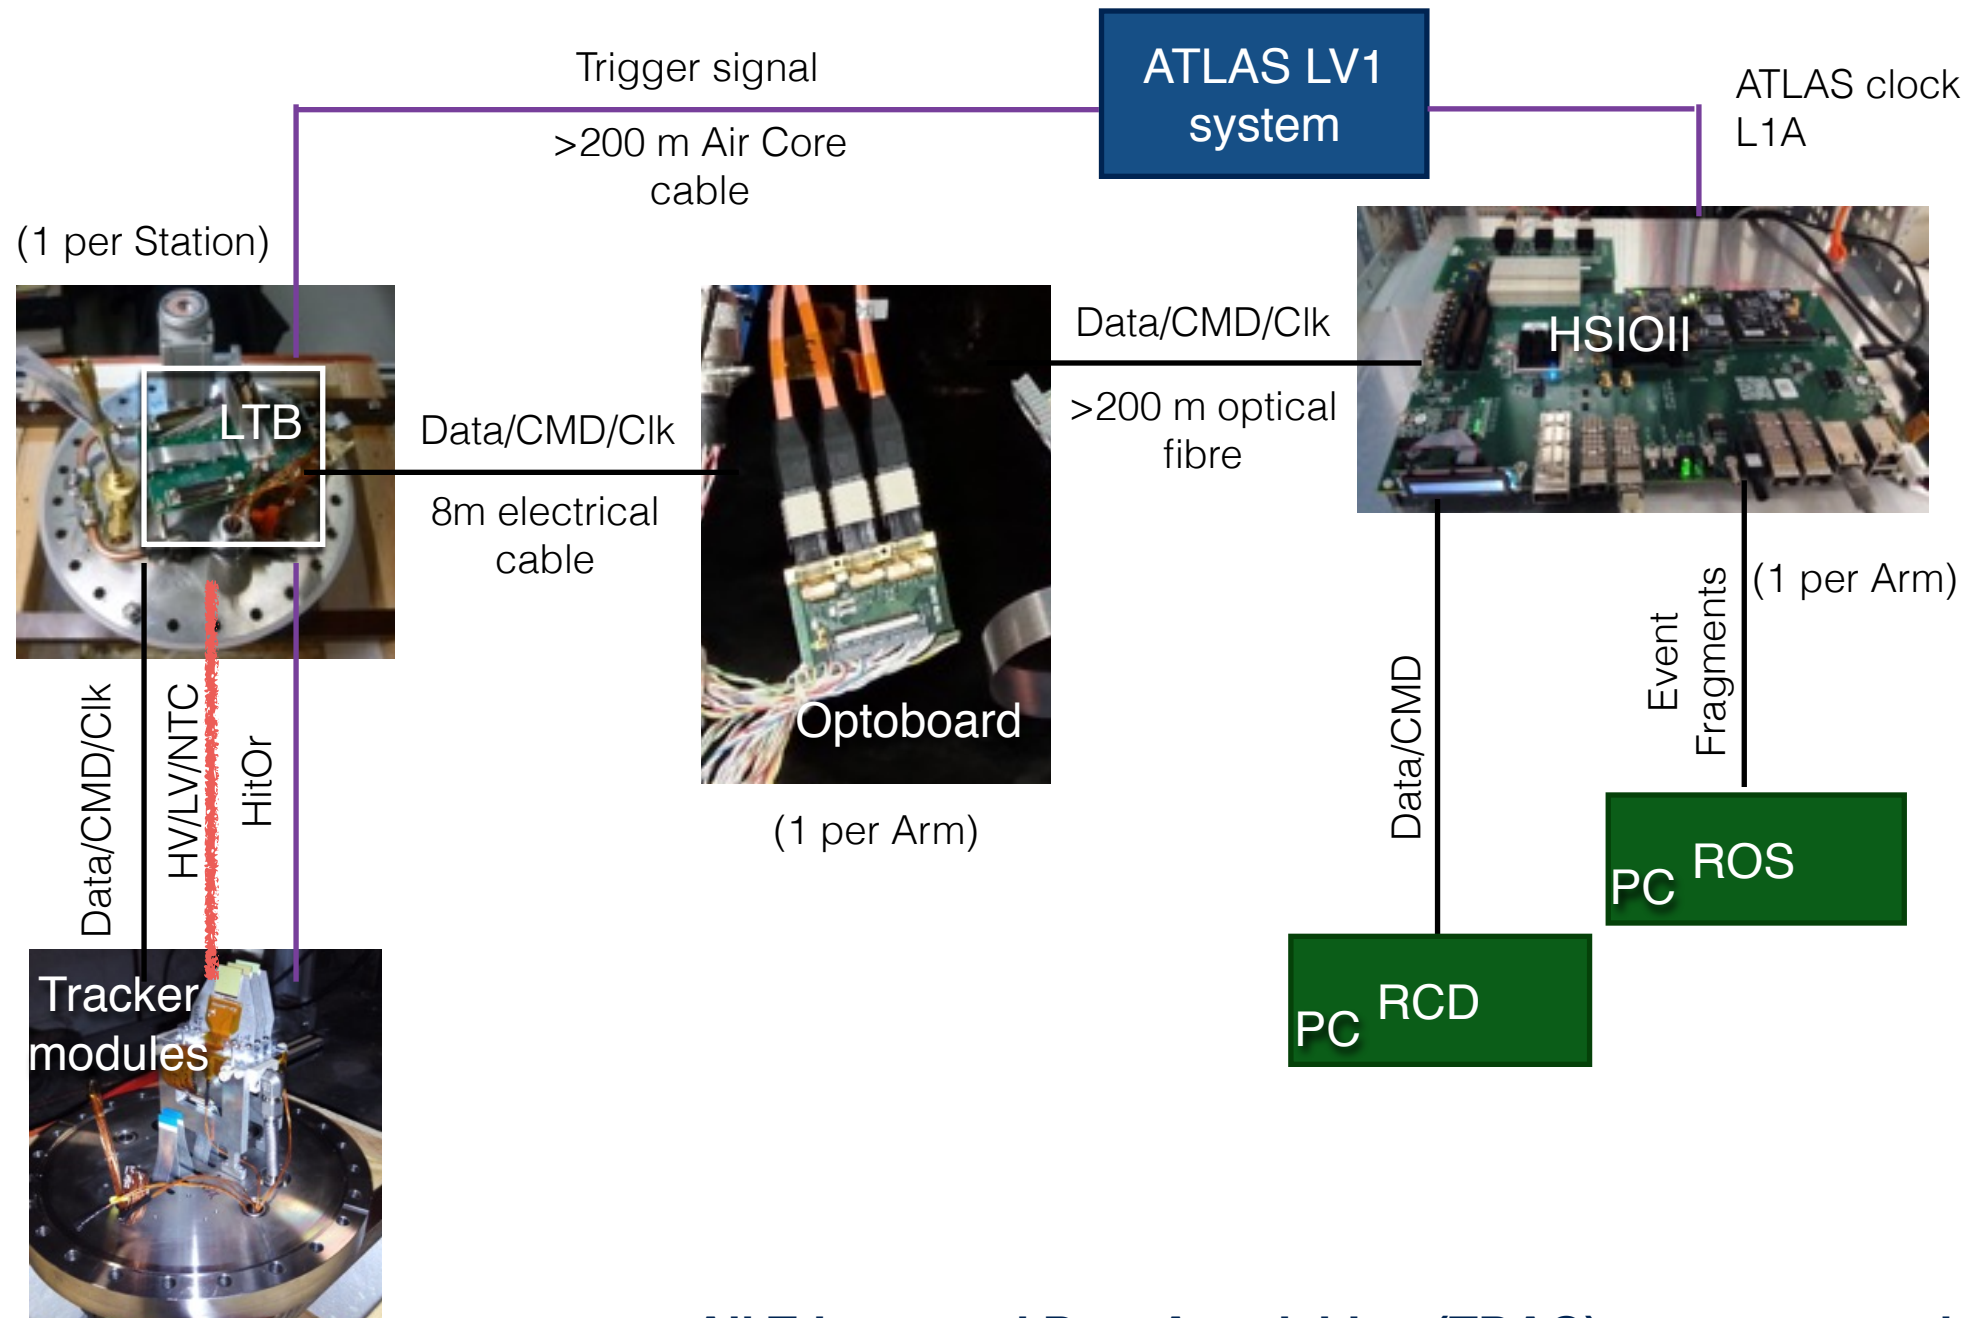 Trigger signal
>200 m Air Core
cable
ATLAS LV1
system
ATLAS clock
L1A
(1 per Station)
LTB
Data/CMD/Clk
8m electrical
cable
Optoboard
(1 per Arm)
Data/CMD/Clk
>200 m optical
fibre
HSIOII
(1 per Arm)
Data/CMD/Clk
HV/LV/NTC
HitOr
Tracker
modules
Data/CMD
Event
Fragments
PC ROS
PC RCD